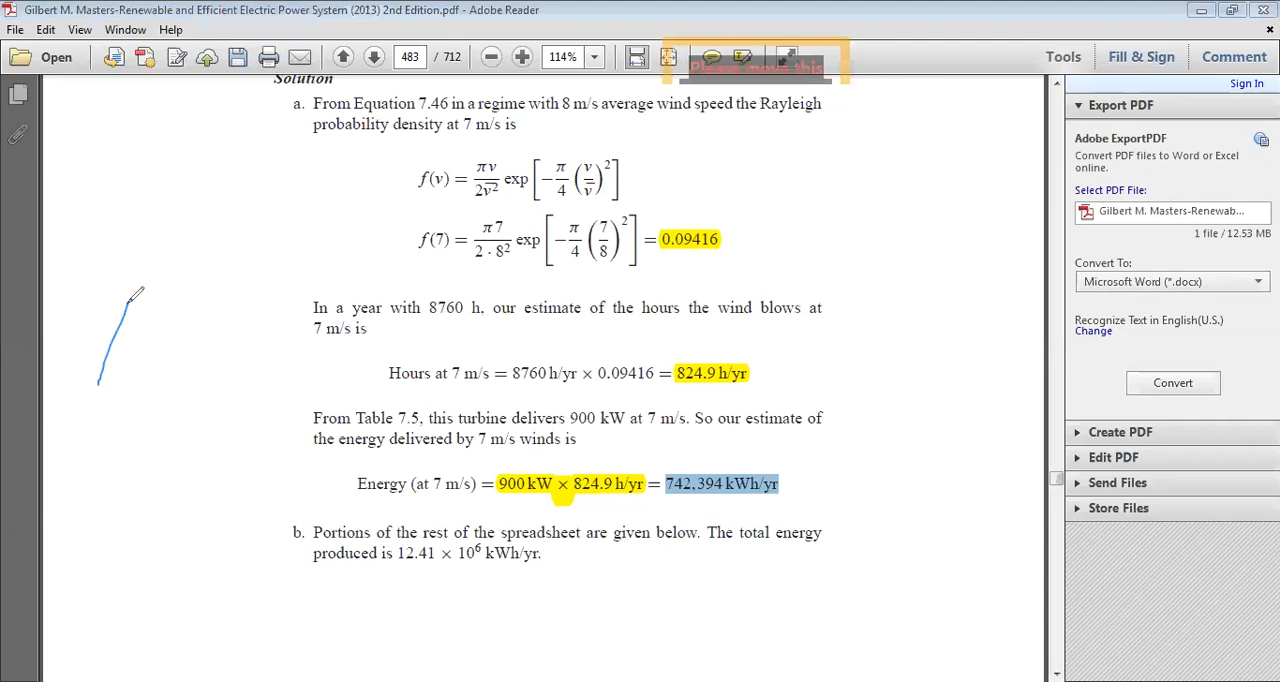 Gilbert M. Masters-Renewable and Efficient Electric Power System (2013) 2nd Edition.pdf - Adobe Reader
File Edit View Window Help
Open 483 / 712 114% Tools Fill & Sign Comment
Please move this
Sign In
Solution
a. From Equation 7.46 in a regime with 8 m/s average wind speed the Rayleigh
probability density at 7 m/s is
f(v) = πv / 2v̄² exp[−π/4 (v/v̄)²]
f(7) = π7 / 2 · 8² exp[−π/4 (7/8)²] = 0.09416
In a year with 8760 h, our estimate of the hours the wind blows at
7 m/s is
Hours at 7 m/s = 8760 h/yr × 0.09416 = 824.9 h/yr
From Table 7.5, this turbine delivers 900 kW at 7 m/s. So our estimate of
the energy delivered by 7 m/s winds is
Energy (at 7 m/s) = 900 kW × 824.9 h/yr = 742,394 kWh/yr
b. Portions of the rest of the spreadsheet are given below. The total energy
produced is 12.41 × 10⁶ kWh/yr.
Export PDF
Adobe ExportPDF
Convert PDF files to Word or Excel
online.
Select PDF File:
Gilbert M. Masters-Renewab...
1 file / 12.53 MB
Convert To:
Microsoft Word (*.docx)
Recognize Text in English(U.S.)
Change
Convert
Create PDF
Edit PDF
Send Files
Store Files